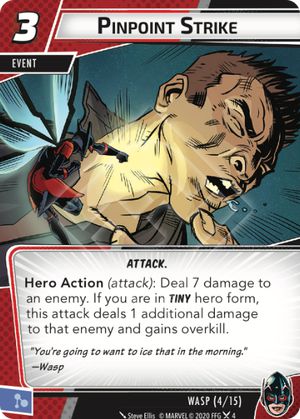 3
PINPOINT STRIKE
EVENT
ATTACK.
Hero Action (attack): Deal 7 damage to
an enemy. If you are in TINY hero form,
this attack deals 1 additional damage
to that enemy and gains overkill.
"You're going to want to ice that in the morning."
—Wasp
WASP (4/15)
Steve Ellis © MARVEL © 2020 FFG 4